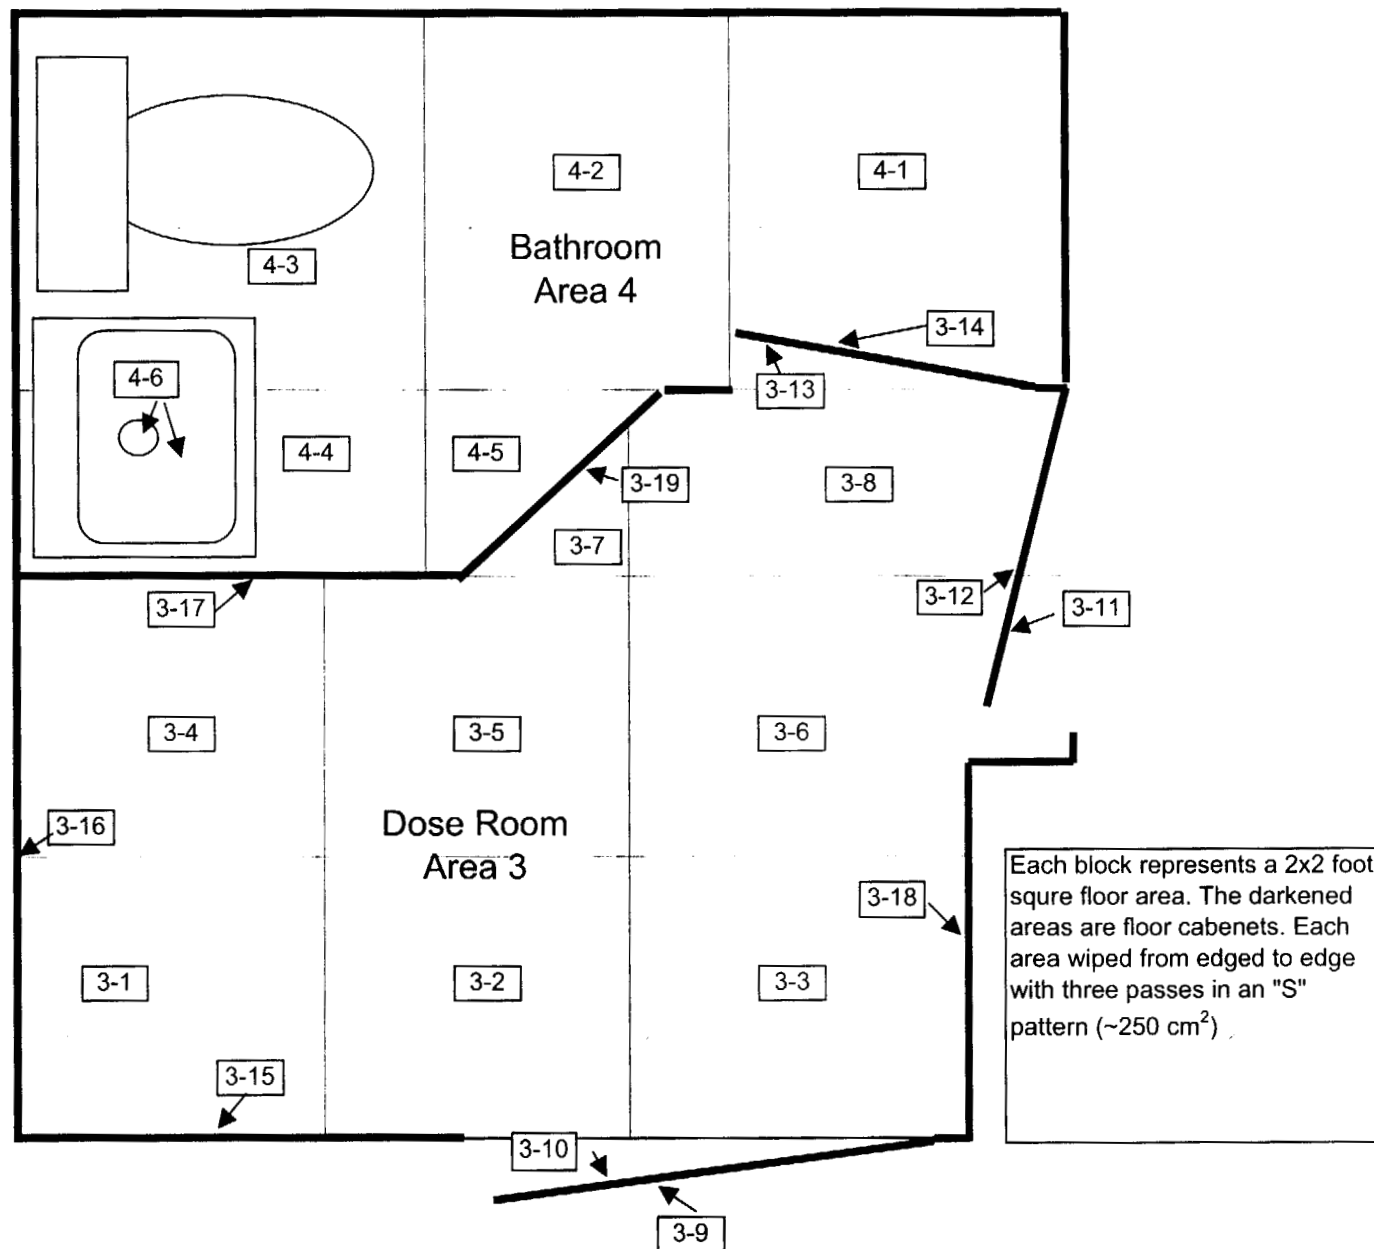 4-2
4-1
Bathroom
Area 4
4-3
3-14
4-6
3-13
4-4
4-5
3-19
3-8
3-7
3-17
3-12
3-11
3-4
3-5
3-6
3-16
Dose Room
Area 3
Each block represents a 2x2 foot
squre floor area. The darkened
areas are floor cabenets. Each
area wiped from edged to edge
with three passes in an "S"
pattern (~250 cm²)
3-18
3-1
3-2
3-3
3-15
3-10
3-9